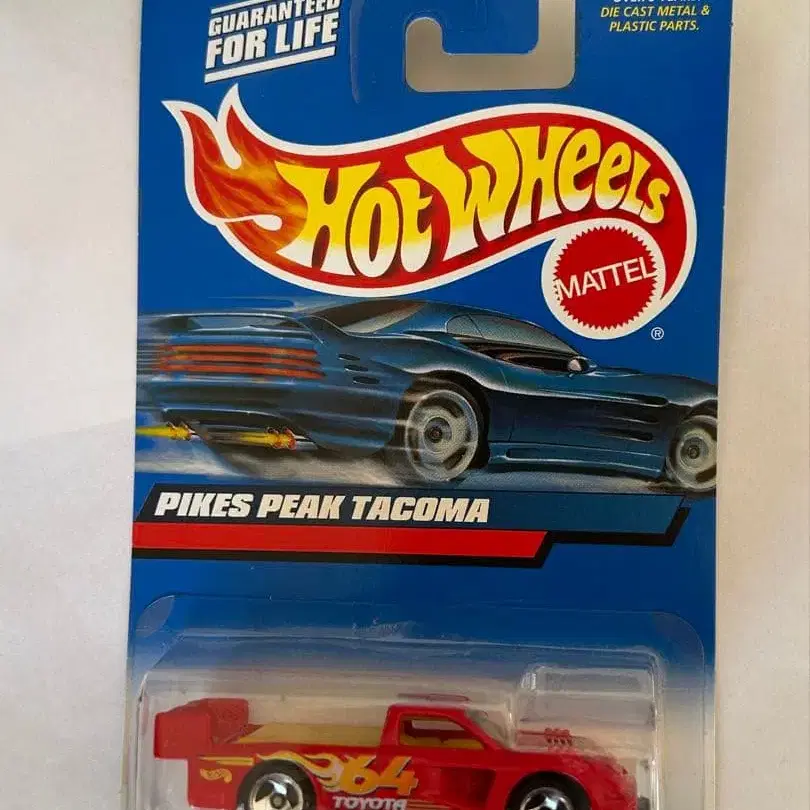 GUARANTEED
FOR LIFE
DIE CAST METAL &
PLASTIC PARTS.
HOT WHEELS
MATTEL
®
PIKES PEAK TACOMA
64
TOYOTA